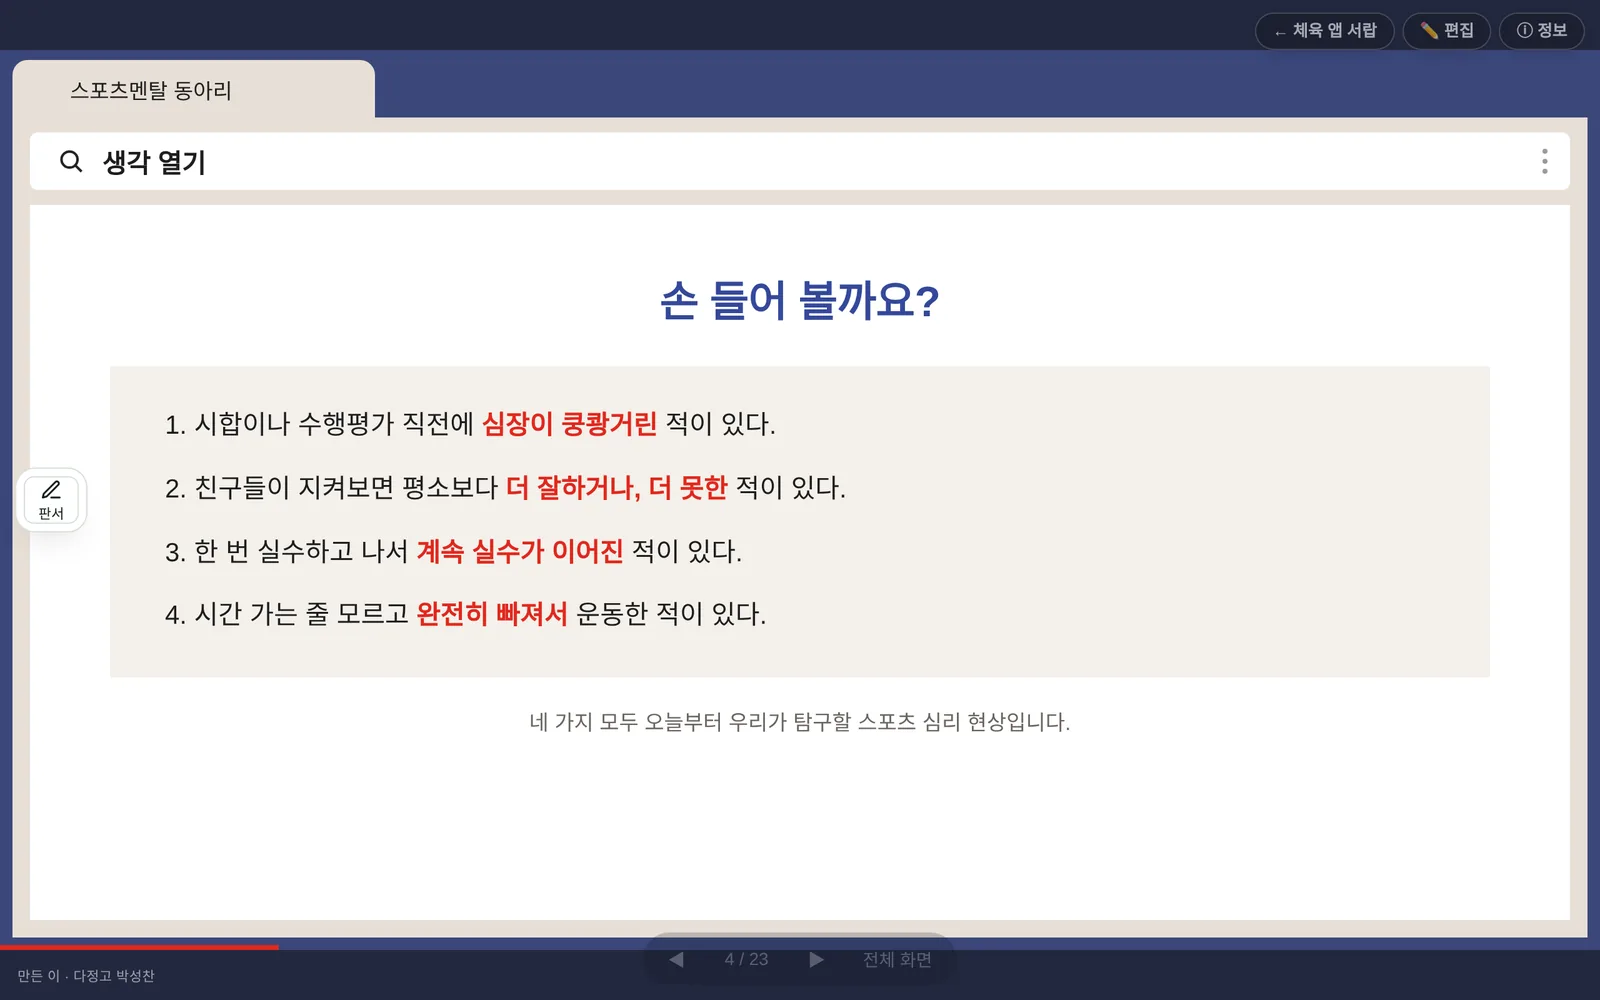 ← 체육 앱 서랍
✏️ 편집
ⓘ 정보
스포츠멘탈 동아리
생각 열기
손 들어 볼까요?
1. 시합이나 수행평가 직전에 심장이 쿵쾅거린 적이 있다.
2. 친구들이 지켜보면 평소보다 더 잘하거나, 더 못한 적이 있다.
3. 한 번 실수하고 나서 계속 실수가 이어진 적이 있다.
4. 시간 가는 줄 모르고 완전히 빠져서 운동한 적이 있다.
판서
네 가지 모두 오늘부터 우리가 탐구할 스포츠 심리 현상입니다.
◀ 4 / 23 ▶ 전체 화면
만든 이 · 다정고 박성찬